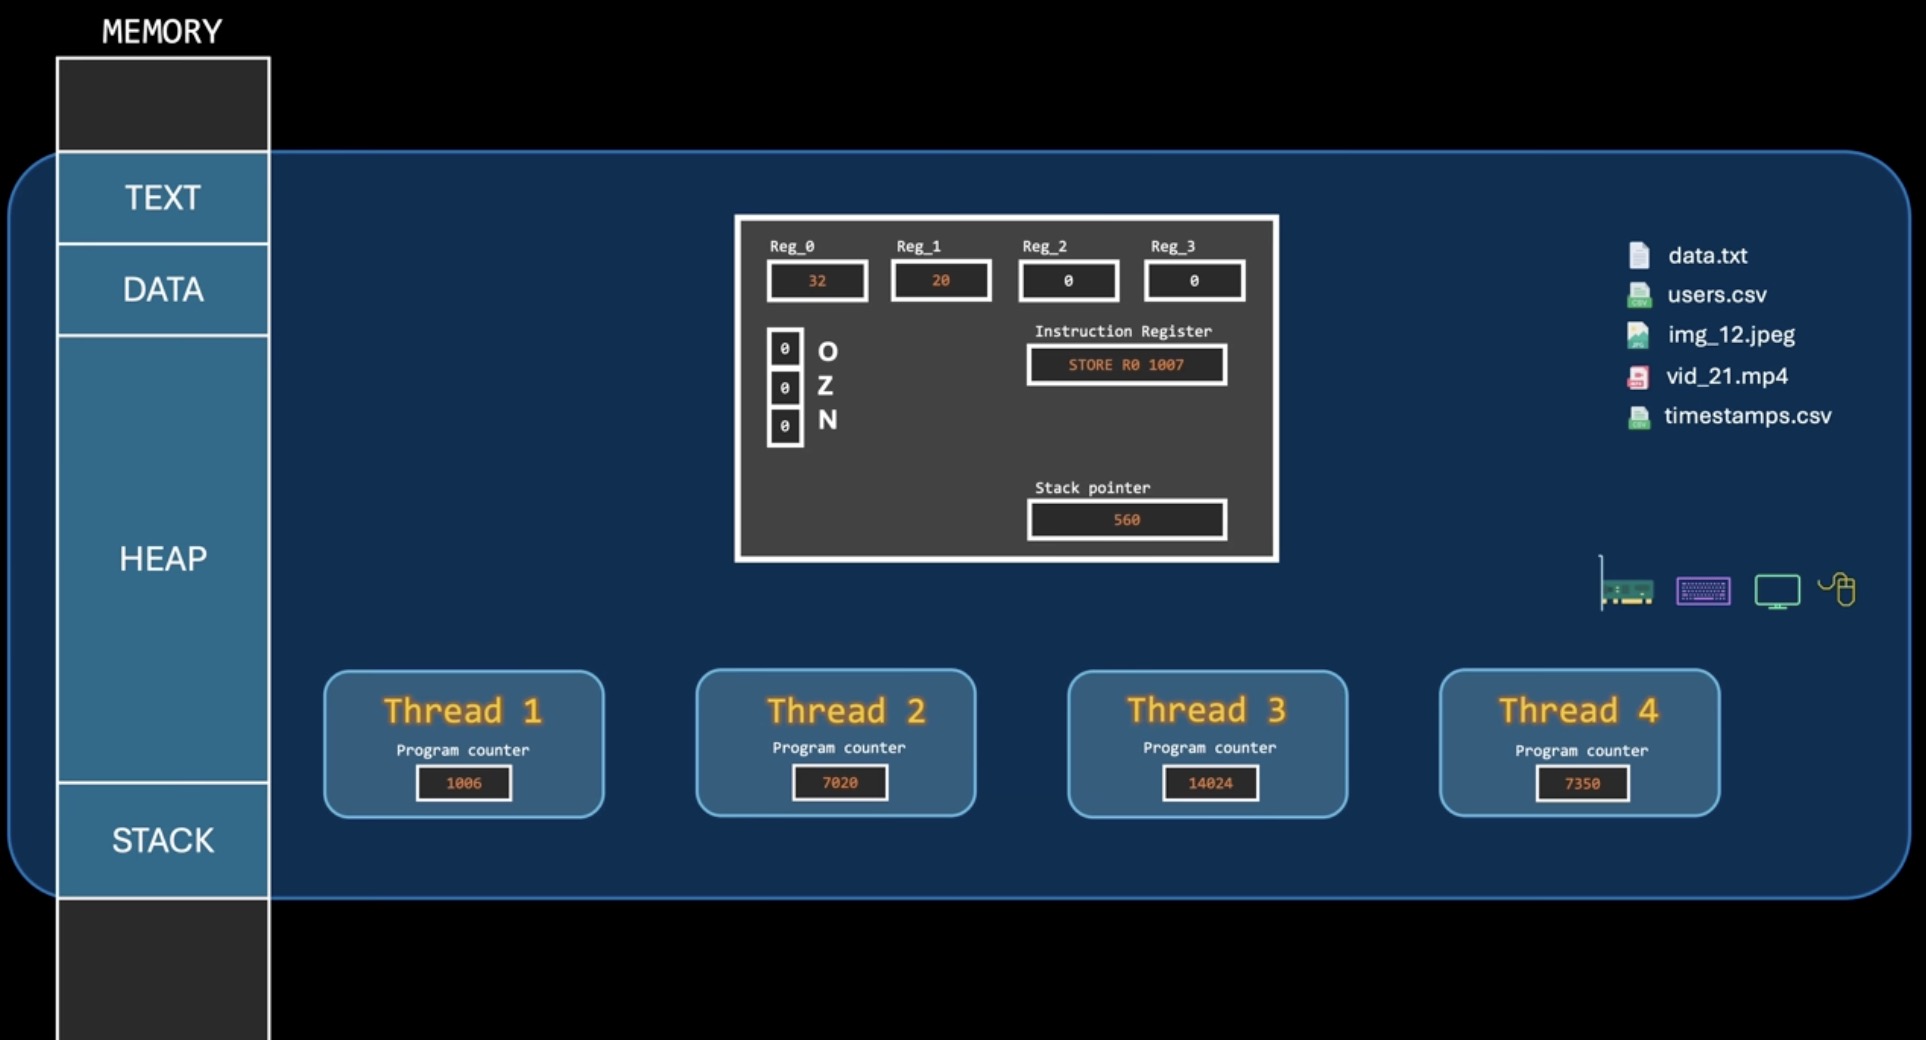 MEMORY
TEXT
DATA
HEAP
STACK
Reg_0 Reg_1 Reg_2 Reg_3
32 20 0 0
0 O
0 Z
0 N
Instruction Register
STORE R0 1007
Stack pointer
560
data.txt
users.csv
img_12.jpeg
vid_21.mp4
timestamps.csv
Thread 1
Program counter
1006
Thread 2
Program counter
7020
Thread 3
Program counter
14024
Thread 4
Program counter
7350